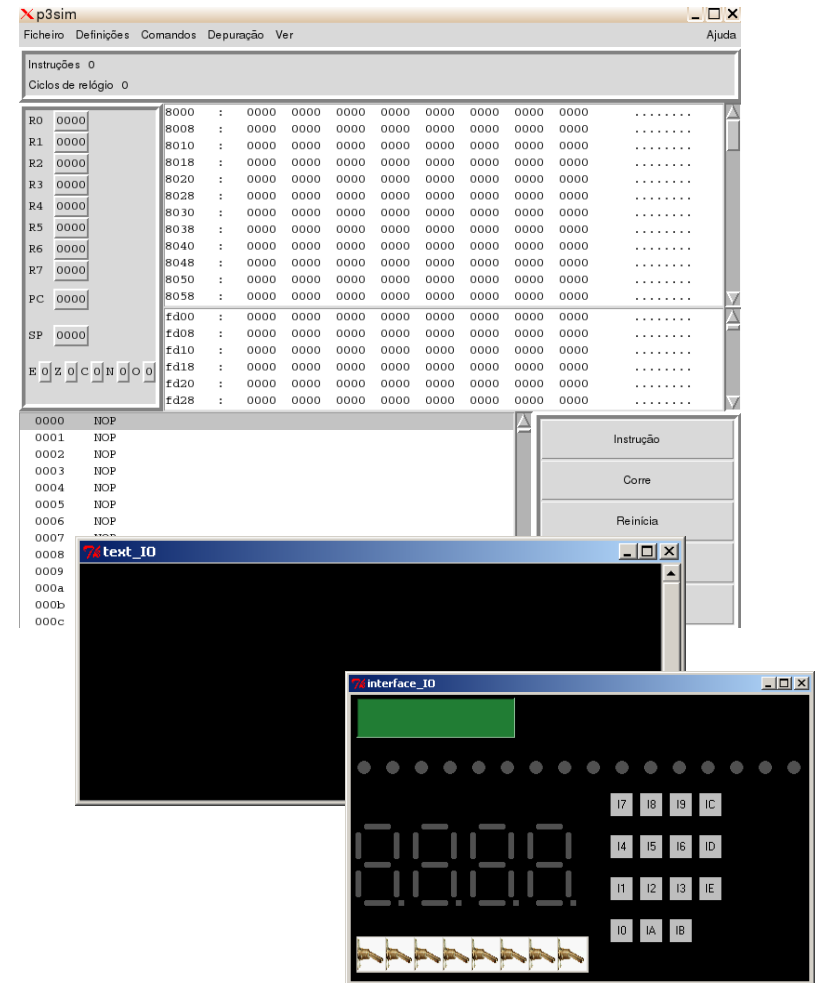 p3sim
Ficheiro Definições Comandos Depuração Ver Ajuda
Instruções 0
Ciclos de relógio 0
R0 0000
R1 0000
R2 0000
R3 0000
R4 0000
R5 0000
R6 0000
R7 0000
PC 0000
SP 0000
E 0 Z 0 C 0 N 0 O 0
8000 : 0000 0000 0000 0000 0000 0000 0000 0000 ........
8008 : 0000 0000 0000 0000 0000 0000 0000 0000 ........
8010 : 0000 0000 0000 0000 0000 0000 0000 0000 ........
8018 : 0000 0000 0000 0000 0000 0000 0000 0000 ........
8020 : 0000 0000 0000 0000 0000 0000 0000 0000 ........
8028 : 0000 0000 0000 0000 0000 0000 0000 0000 ........
8030 : 0000 0000 0000 0000 0000 0000 0000 0000 ........
8038 : 0000 0000 0000 0000 0000 0000 0000 0000 ........
8040 : 0000 0000 0000 0000 0000 0000 0000 0000 ........
8048 : 0000 0000 0000 0000 0000 0000 0000 0000 ........
8050 : 0000 0000 0000 0000 0000 0000 0000 0000 ........
8058 : 0000 0000 0000 0000 0000 0000 0000 0000 ........
fd00 : 0000 0000 0000 0000 0000 0000 0000 0000 ........
fd08 : 0000 0000 0000 0000 0000 0000 0000 0000 ........
fd10 : 0000 0000 0000 0000 0000 0000 0000 0000 ........
fd18 : 0000 0000 0000 0000 0000 0000 0000 0000 ........
fd20 : 0000 0000 0000 0000 0000 0000 0000 0000 ........
fd28 : 0000 0000 0000 0000 0000 0000 0000 0000 ........
0000 NOP
0001 NOP
0002 NOP
0003 NOP
0004 NOP
0005 NOP
0006 NOP
0007 NOP
0008
0009
000a
000b
000c
Instrução
Corre
Reinicia
text_IO
interface_IO
I7 I8 I9 IC
I4 I5 I6 ID
I1 I2 I3 IE
I0 IA IB